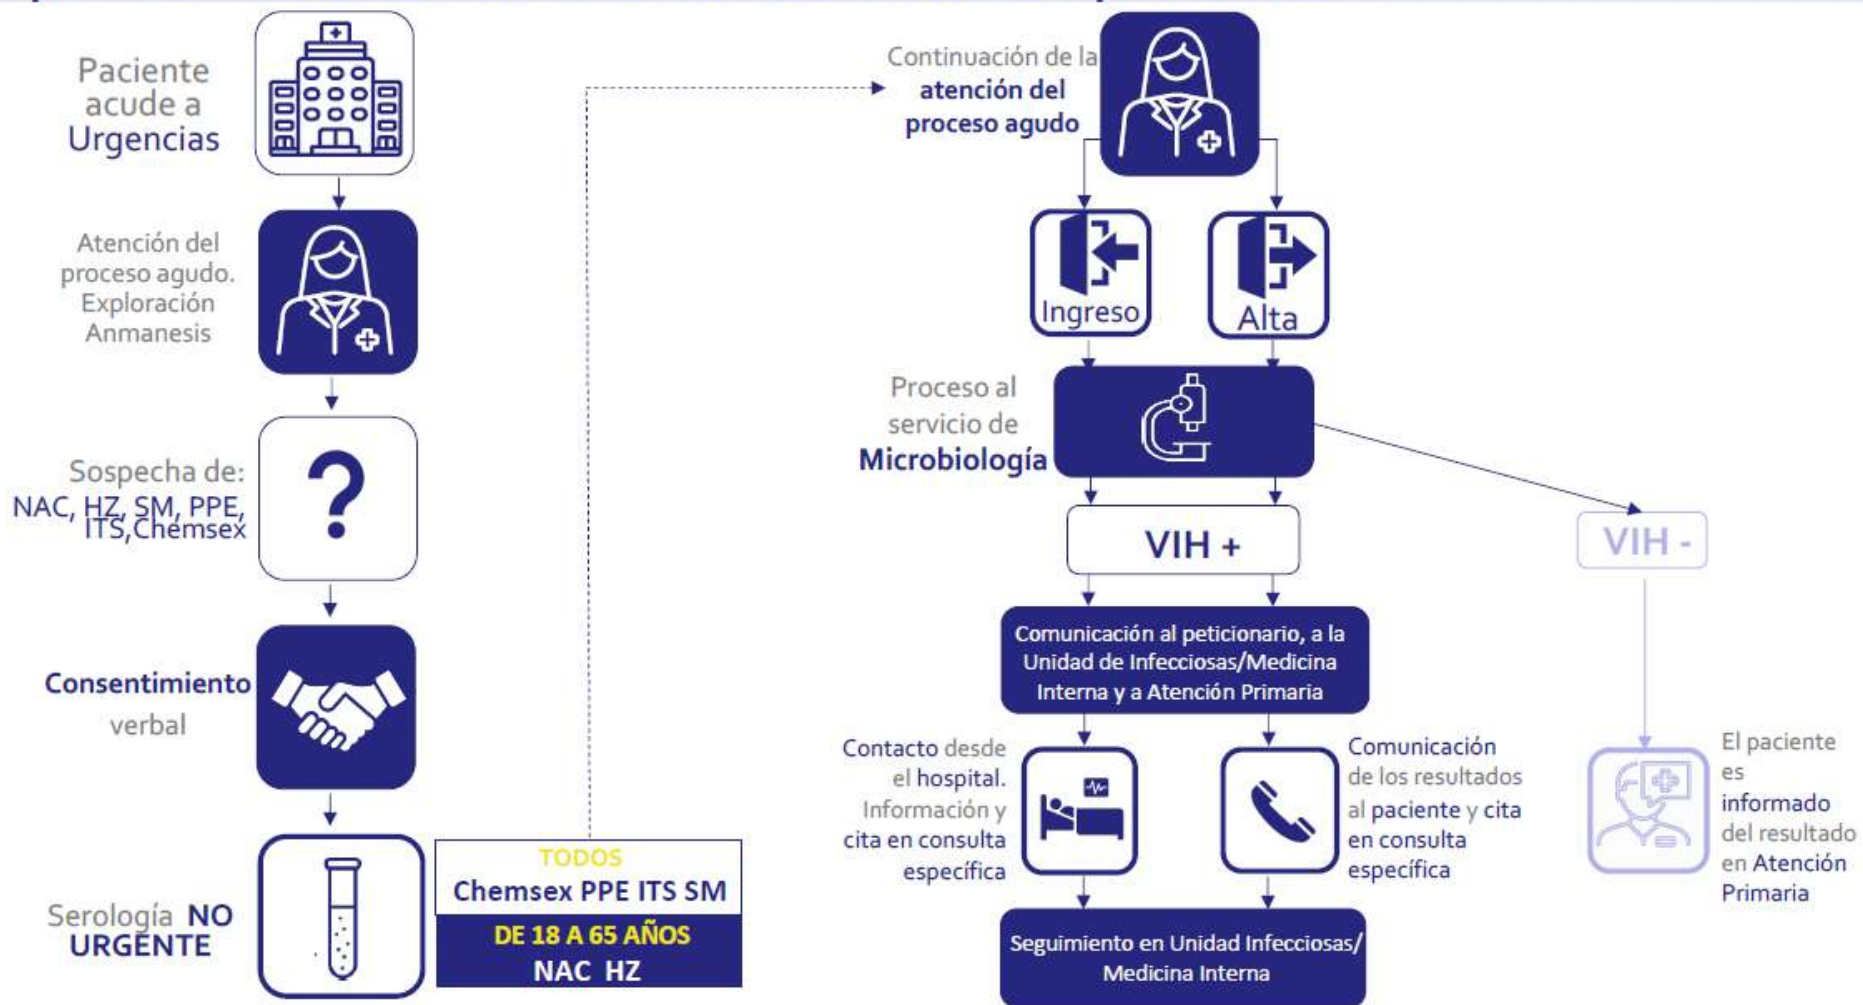 Paciente
acude a
Urgencias
Atención del
proceso agudo.
Exploración
Anmanesis
Sospecha de:
NAC, HZ, SM, PPE,
ITS,Chemsex
Consentimiento
verbal
Serología NO
URGENTE
TODOS
Chemsex PPE ITS SM
DE 18 A 65 AÑOS
NAC HZ
Continuación de la
atención del
proceso agudo
Ingreso
Alta
Proceso al
servicio de
Microbiología
VIH +
VIH -
Comunicación al peticionario, a la
Unidad de Infecciosas/Medicina
Interna y a Atención Primaria
Contacto desde
el hospital.
Información y
cita en consulta
específica
Comunicación
de los resultados
al paciente y cita
en consulta
específica
El paciente
es
informado
del resultado
en Atención
Primaria
Seguimiento en Unidad Infecciosas/
Medicina Interna